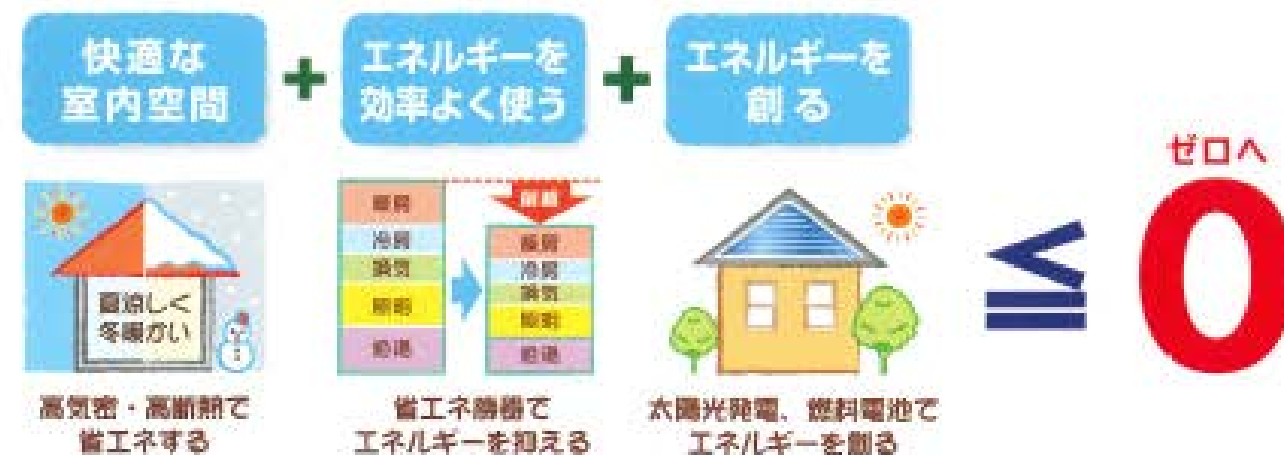 快適な
室内空間
+
エネルギーを
効率よく使う
+
エネルギーを
創る
夏涼しく
冬暖かい
高気密・高断熱で
省エネする
暖房
冷房
換気
照明
給湯
削減
暖房
冷房
換気
照明
給湯
省エネ機器で
エネルギーを抑える
太陽光発電、燃料電池で
エネルギーを創る
≦
ゼロへ
0